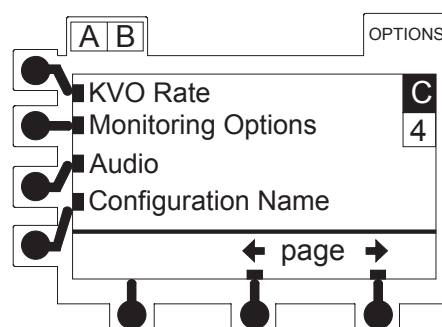 A B
OPTIONS
KVO Rate
C
Monitoring Options
4
Audio
Configuration Name
← page →